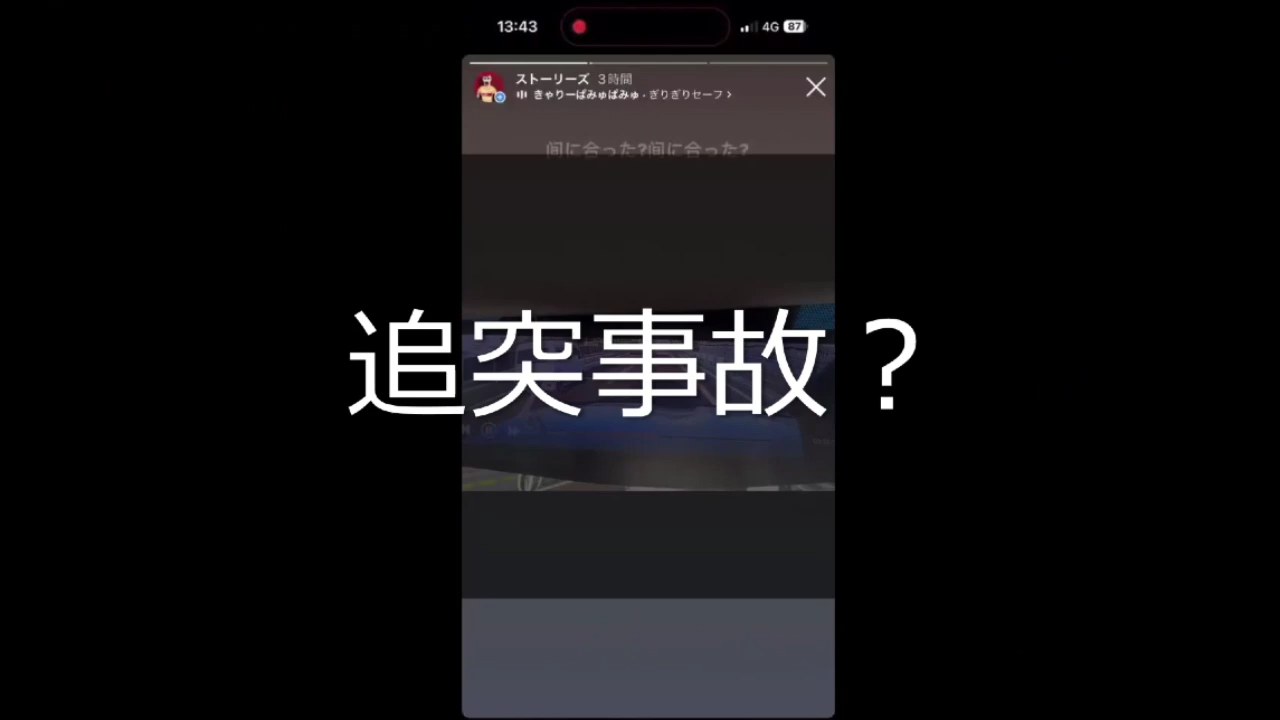 13:43
4G 87
ストーリーズ 3時間
きゃりーぱみゅぱみゅ・ぎりぎりセーフ
間に合った?間に合った?
追突事故？